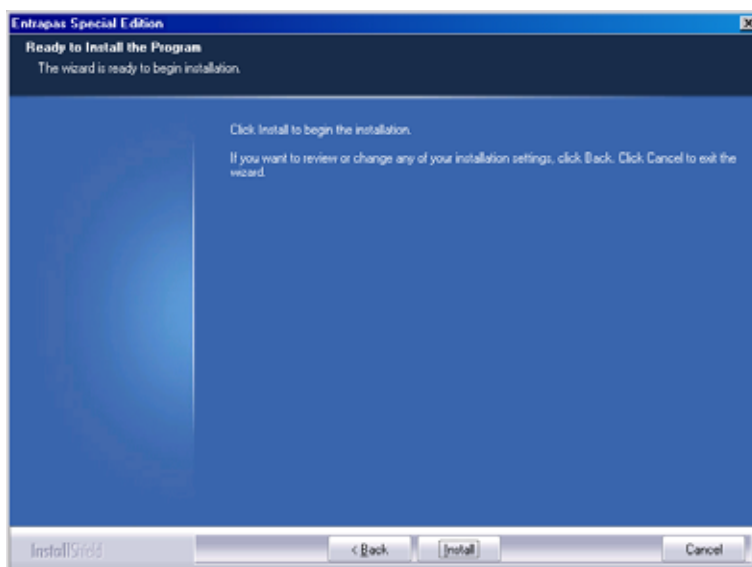 Entrapass Special Edition
Ready to Install the Program
The wizard is ready to begin installation.
Click Install to begin the installation.
If you want to review or change any of your installation settings, click Back. Click Cancel to exit the
wizard.
InstallShield
< Back
Install
Cancel